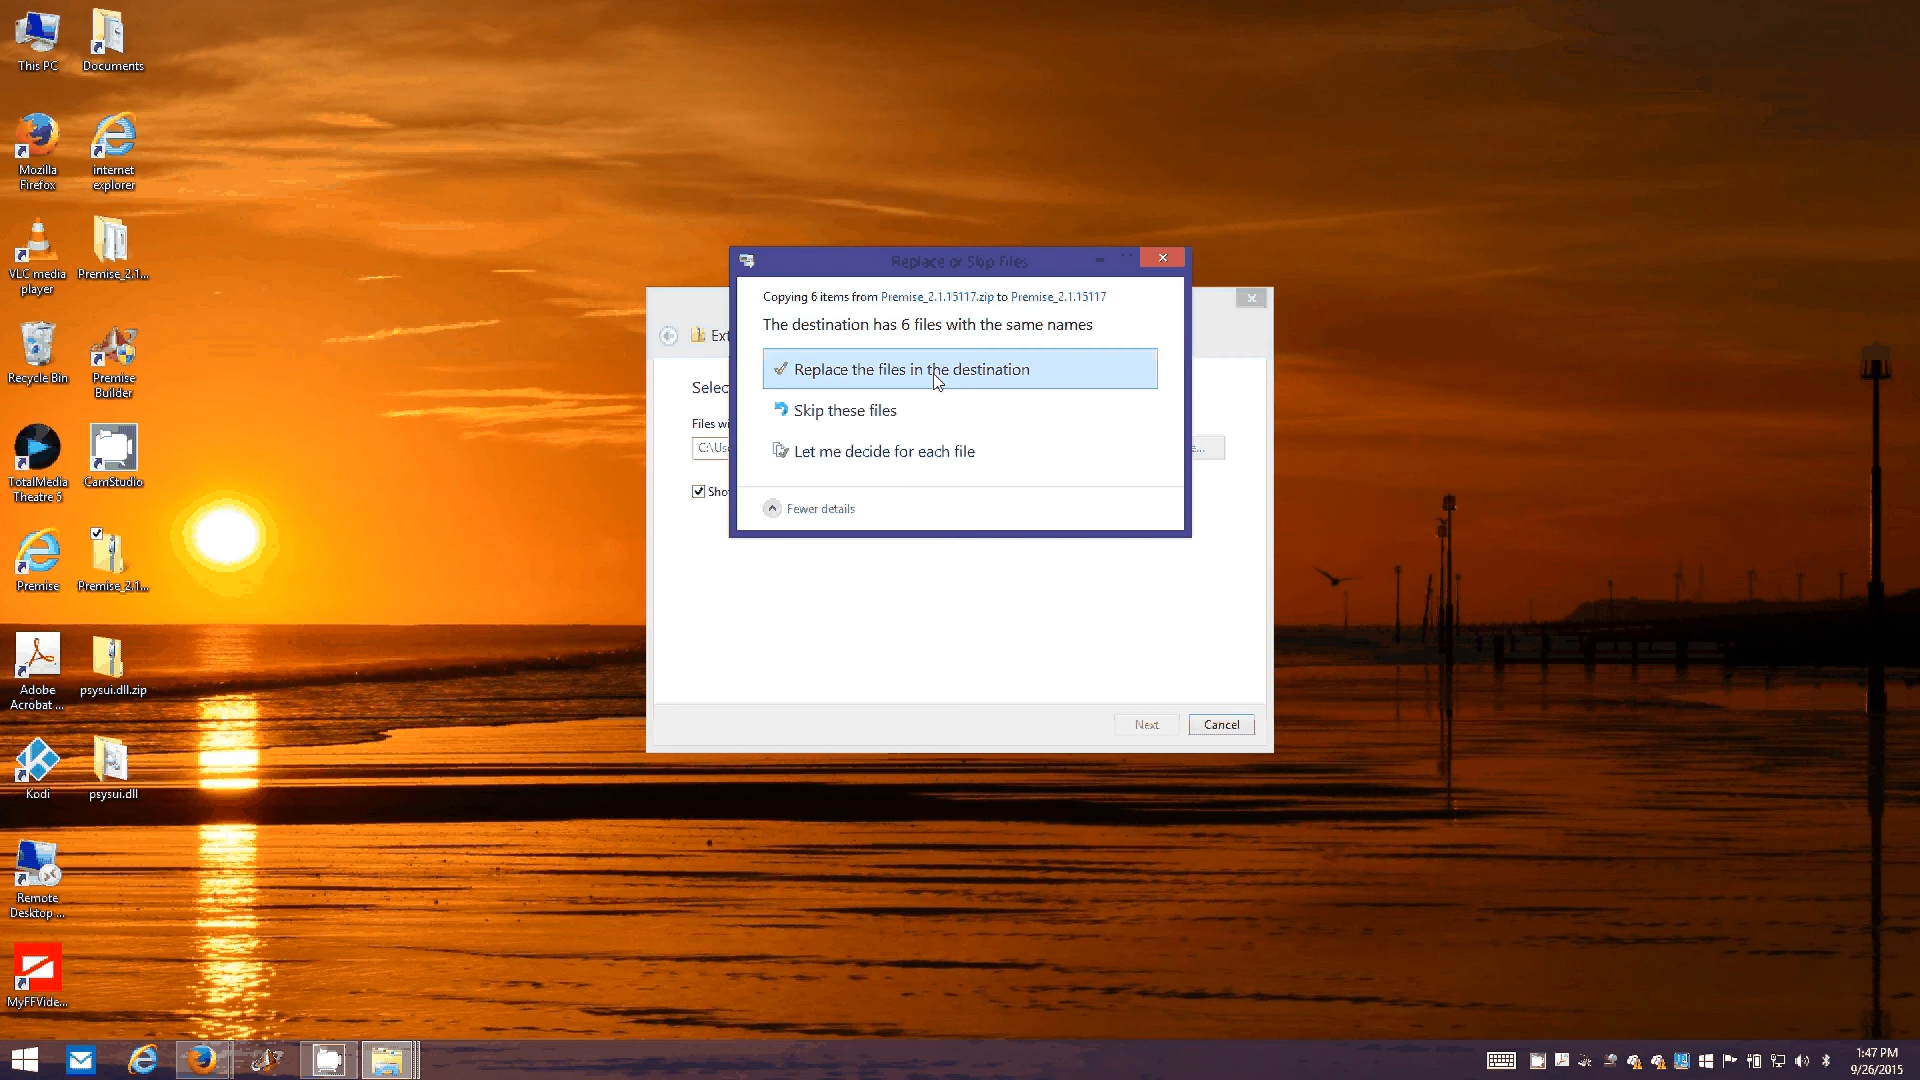 This PC
Documents
Mozilla
Firefox
internet
explorer
VLC media
player
Premise_2.1...
Recycle Bin
Premise
Builder
TotalMedia
Theatre 5
CamStudio
Premise
Premise_2.1...
Adobe
Acrobat ...
psysui.dll.zip
Kodi
psysui.dll
Remote
Desktop ...
MyFFVide...
Replace or Skip Files
Copying 6 items from Premise_2.1.15117.zip to Premise_2.1.15117
The destination has 6 files with the same names
Replace the files in the destination
Skip these files
Let me decide for each file
Fewer details
Ext
Selec
Files wi
C:\Use
e...
Sho
Next
Cancel
1:47 PM
9/26/2015